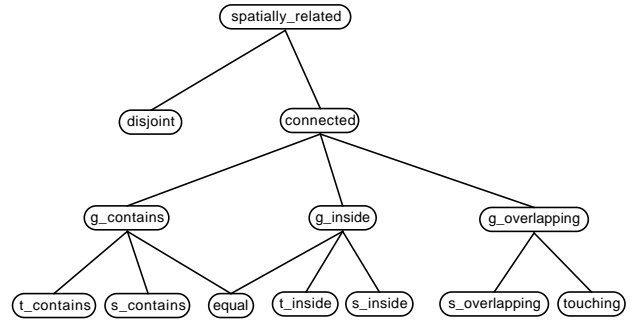 spatially_related
disjoint
connected
g_contains
g_inside
g_overlapping
t_contains
s_contains
equal
t_inside
s_inside
s_overlapping
touching